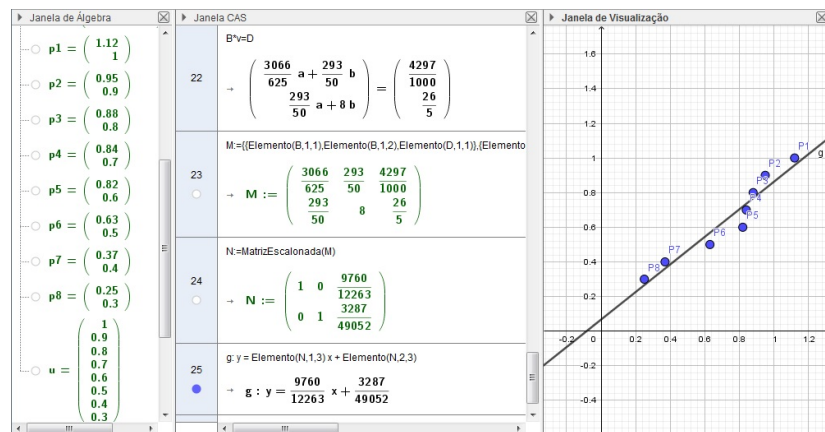 Janela de Álgebra
p1 = ( 1.12
1 )
p2 = ( 0.95
0.9 )
p3 = ( 0.88
0.8 )
p4 = ( 0.84
0.7 )
p5 = ( 0.82
0.6 )
p6 = ( 0.63
0.5 )
p7 = ( 0.37
0.4 )
p8 = ( 0.25
0.3 )
u = ( 1
0.9
0.8
0.7
0.6
0.5
0.4
0.3
Janela CAS
22
B*v=D
→ ( 3066/625 a + 293/50 b
293/50 a + 8 b ) = ( 4297/1000
26/5 )
23
M:={{Elemento(B,1,1),Elemento(B,1,2),Elemento(D,1,1)},{Elemento
→ M := ( 3066/625 293/50 4297/1000
293/50 8 26/5 )
24
N:=MatrizEscalonada(M)
→ N := ( 1 0 9760/12263
0 1 3287/49052 )
25
g: y = Elemento(N,1,3) x + Elemento(N,2,3)
→ g : y = 9760/12263 x + 3287/49052
Janela de Visualização
1.6
1.4
1.2
1
0.8
0.6
0.4
0.2
0
-0.2
-0.4
-0.2
0.2
0.4
0.6
0.8
1
1.2
P1
g
P2
P3
P4
P5
P6
P7
P8